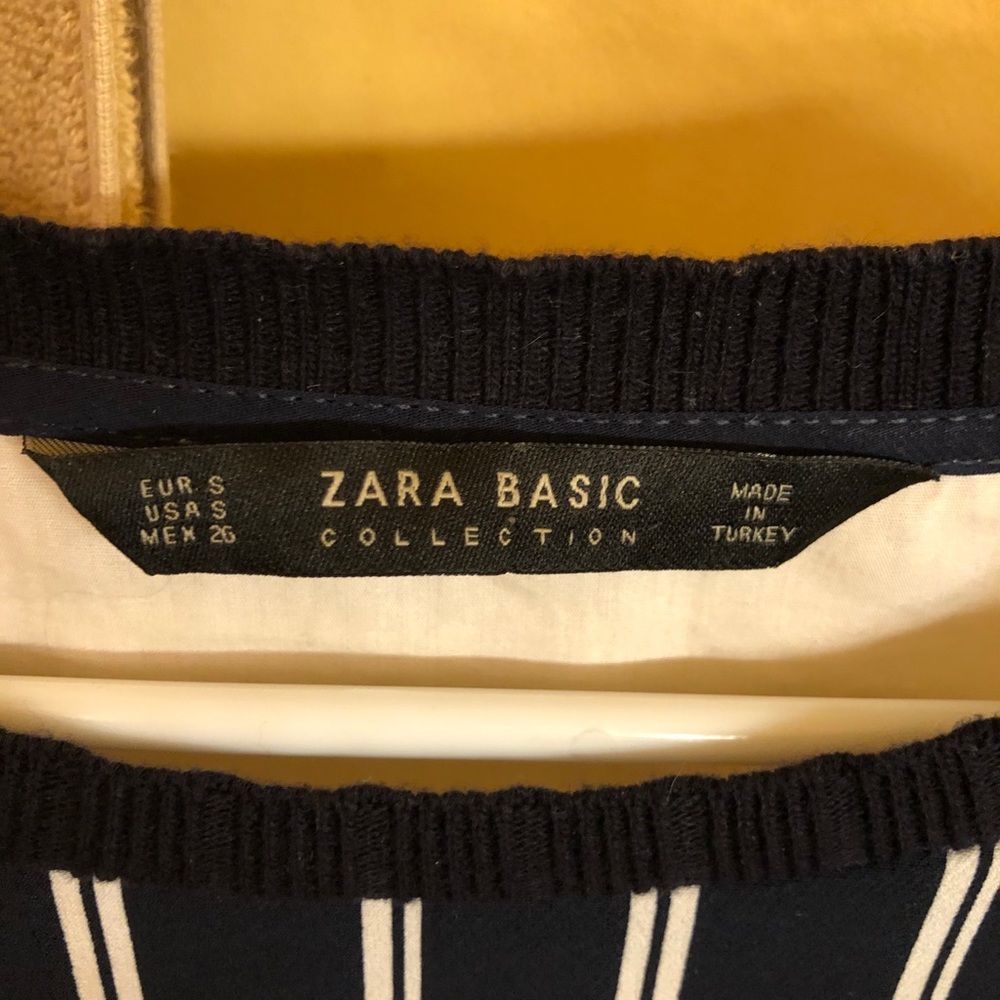 EUR S
USA S
MEX 26
ZARA BASIC
COLLECTION
MADE
IN
TURKEY